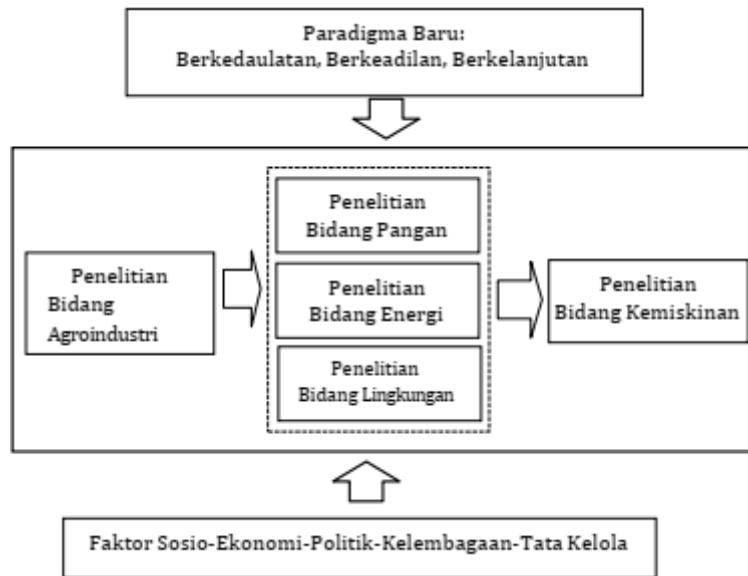 Paradigma Baru:
Berkedaulatan, Berkeadilan, Berkelanjutan
Penelitian
Bidang
Agroindustri
Penelitian
Bidang Pangan
Penelitian
Bidang Energi
Penelitian
Bidang Lingkungan
Penelitian
Bidang Kemiskinan
Faktor Sosio-Ekonomi-Politik-Kelembagaan-Tata Kelola